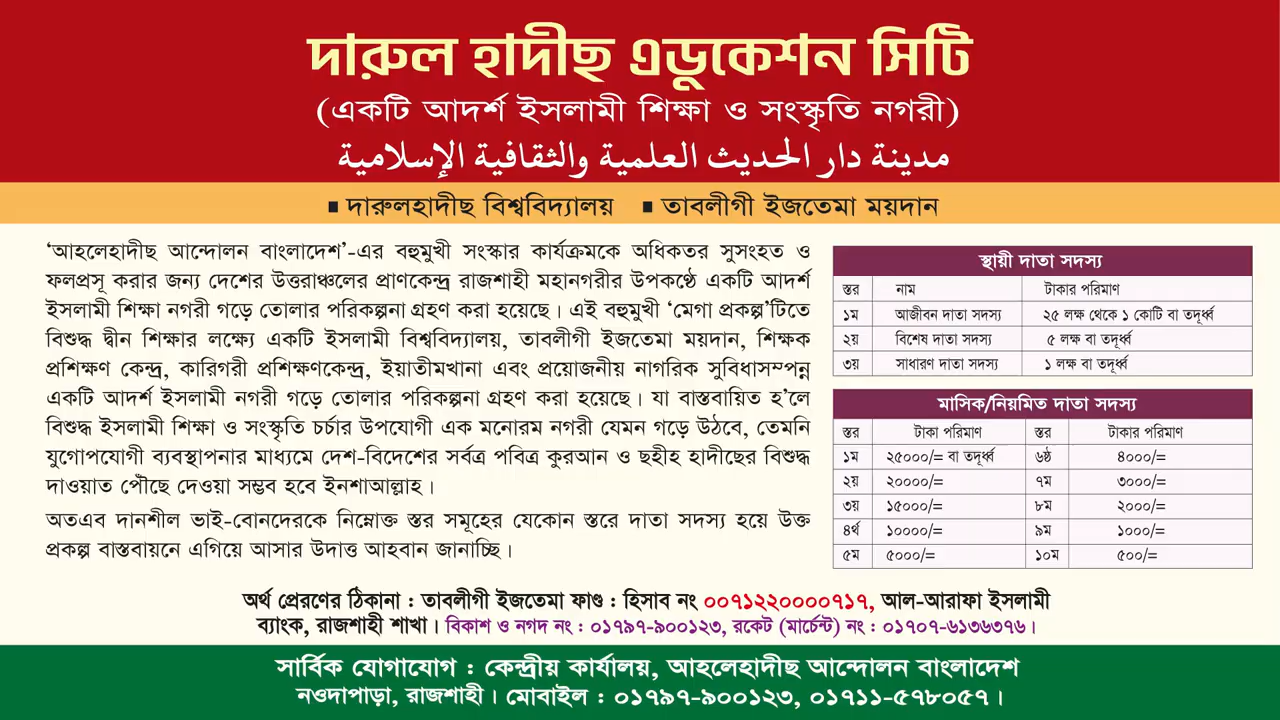 দারুল হাদীছ এডুকেশন সিটি
(একটি আদর্শ ইসলামী শিক্ষা ও সংস্কৃতি নগরী)
مدينة دار الحديث العلمية والثقافية الإسلامية
▪ দারুলহাদীছ বিশ্ববিদ্যালয় ▪ তাবলীগী ইজতেমা ময়দান
‘আহলেহাদীছ আন্দোলন বাংলাদেশ’-এর বহুমুখী সংস্কার কার্যক্রমকে অধিকতর সুসংহত ও
ফলপ্রসূ করার জন্য দেশের উত্তরাঞ্চলের প্রাণকেন্দ্র রাজশাহী মহানগরীর উপকণ্ঠে একটি আদর্শ
ইসলামী শিক্ষা নগরী গড়ে তোলার পরিকল্পনা গ্রহণ করা হয়েছে। এই বহুমুখী ‘মেগা প্রকল্প’টিতে
বিশুদ্ধ দ্বীন শিক্ষার লক্ষ্যে একটি ইসলামী বিশ্ববিদ্যালয়, তাবলীগী ইজতেমা ময়দান, শিক্ষক
প্রশিক্ষণ কেন্দ্র, কারিগরী প্রশিক্ষণকেন্দ্র, ইয়াতীমখানা এবং প্রয়োজনীয় নাগরিক সুবিধাসম্পন্ন
একটি আদর্শ ইসলামী নগরী গড়ে তোলার পরিকল্পনা গ্রহণ করা হয়েছে। যা বাস্তবায়িত হ’লে
বিশুদ্ধ ইসলামী শিক্ষা ও সংস্কৃতি চর্চার উপযোগী এক মনোরম নগরী যেমন গড়ে উঠবে, তেমনি
যুগোপযোগী ব্যবস্থাপনার মাধ্যমে দেশ-বিদেশের সর্বত্র পবিত্র কুরআন ও ছহীহ হাদীছের বিশুদ্ধ
দাওয়াত পৌঁছে দেওয়া সম্ভব হবে ইনশাআল্লাহ।
অতএব দানশীল ভাই-বোনদেরকে নিম্নোক্ত স্তর সমূহের যেকোন স্তরে দাতা সদস্য হয়ে উক্ত
প্রকল্প বাস্তবায়নে এগিয়ে আসার উদাত্ত আহবান জানাচ্ছি।
স্থায়ী দাতা সদস্য
স্তর নাম টাকার পরিমাণ
১ম আজীবন দাতা সদস্য ২৫ লক্ষ থেকে ১ কোটি বা তদূর্ধ্ব
২য় বিশেষ দাতা সদস্য ৫ লক্ষ বা তদূর্ধ্ব
৩য় সাধারণ দাতা সদস্য ১ লক্ষ বা তদূর্ধ্ব
মাসিক/নিয়মিত দাতা সদস্য
স্তর টাকা পরিমাণ স্তর টাকার পরিমাণ
১ম ২৫০০০/= বা তদূর্ধ্ব ৬ষ্ঠ ৪০০০/=
২য় ২০০০০/= ৭ম ৩০০০/=
৩য় ১৫০০০/= ৮ম ২০০০/=
৪র্থ ১০০০০/= ৯ম ১০০০/=
৫ম ৫০০০/= ১০ম ৫০০/=
অর্থ প্রেরণের ঠিকানা : তাবলীগী ইজতেমা ফাণ্ড : হিসাব নং ০০৭১২২০০০০৭১৭, আল-আরাফা ইসলামী
ব্যাংক, রাজশাহী শাখা। বিকাশ ও নগদ নং : ০১৭৯৭-৯০০১২৩, রকেট (মার্চেন্ট) নং : ০১৭০৭-৬১৩৬৩৭৬।
সার্বিক যোগাযোগ : কেন্দ্রীয় কার্যালয়, আহলেহাদীছ আন্দোলন বাংলাদেশ
নওদাপাড়া, রাজশাহী। মোবাইল : ০১৭৯৭-৯০০১২৩, ০১৭১১-৫৭৮০৫৭।